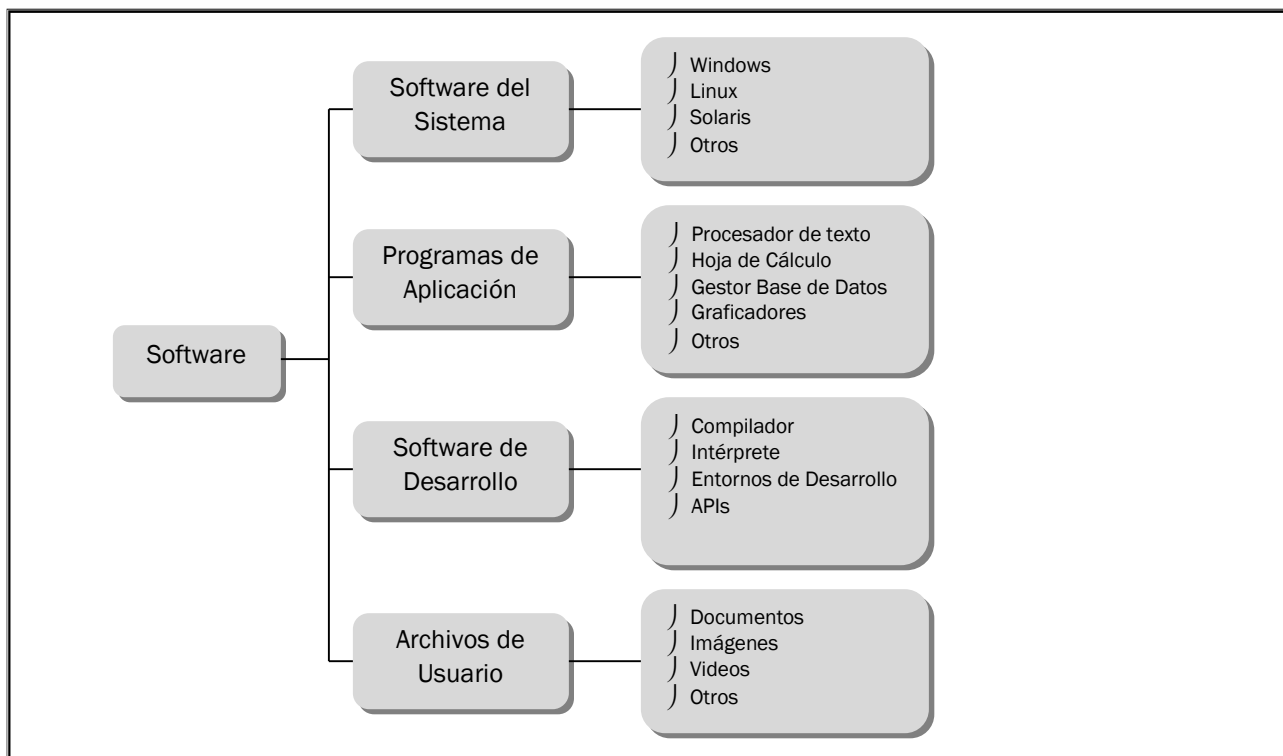 Software
Software del
Sistema
Windows
Linux
Solaris
Otros
Programas de
Aplicación
Procesador de texto
Hoja de Cálculo
Gestor Base de Datos
Graficadores
Otros
Software de
Desarrollo
Compilador
Intérprete
Entornos de Desarrollo
APIs
Archivos de
Usuario
Documentos
Imágenes
Videos
Otros